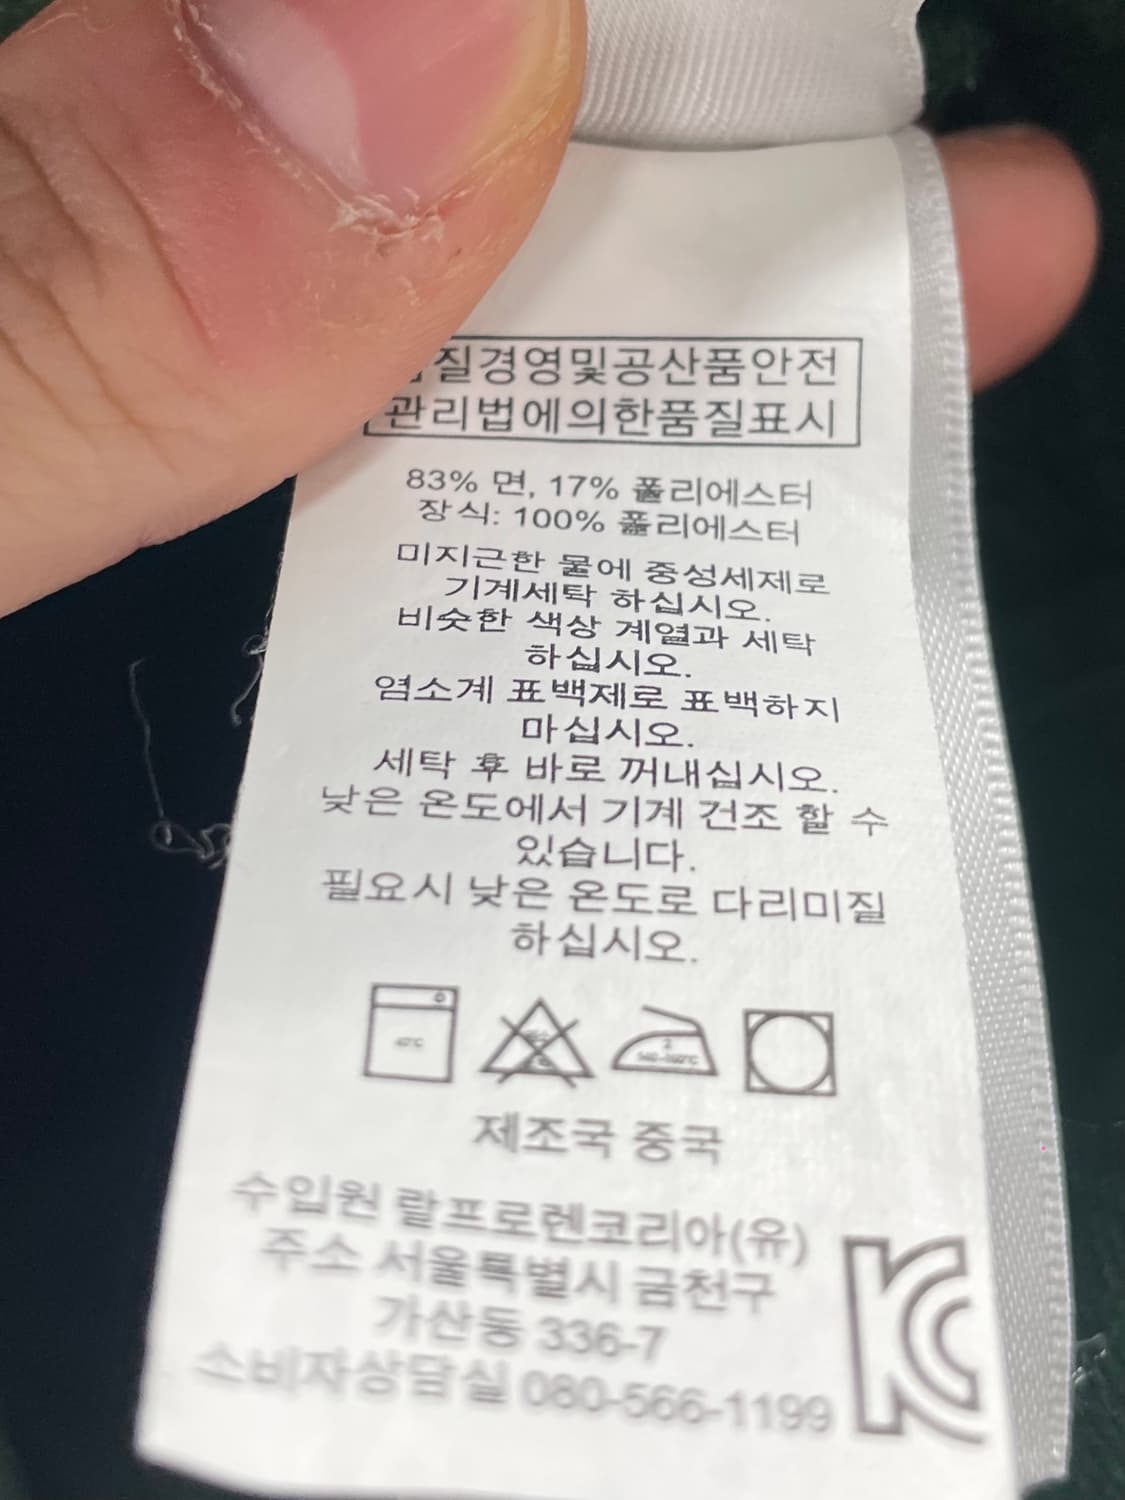 질경영및공산품안전
관리법에의한품질표시
83% 면, 17% 폴리에스터
장식: 100% 폴리에스터
미지근한 물에 중성세제로
기계세탁 하십시오.
비슷한 색상 계열과 세탁
하십시오.
염소계 표백제로 표백하지
마십시오.
세탁 후 바로 꺼내십시오.
낮은 온도에서 기계 건조 할 수
있습니다.
필요시 낮은 온도로 다리미질
하십시오.
제조국 중국
수입원 랄프로렌코리아(유)
주소 서울특별시 금천구
가산동 336-7
소비자상담실 080-566-1199
KC